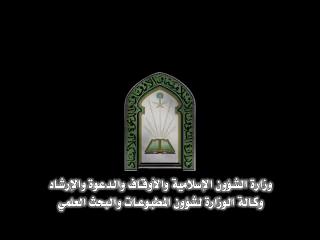 وزارة الشؤون الإسلامية والأوقاف والدعوة والإرشاد
وكالة الوزارة لشؤون المطبوعات والبحث العلمي